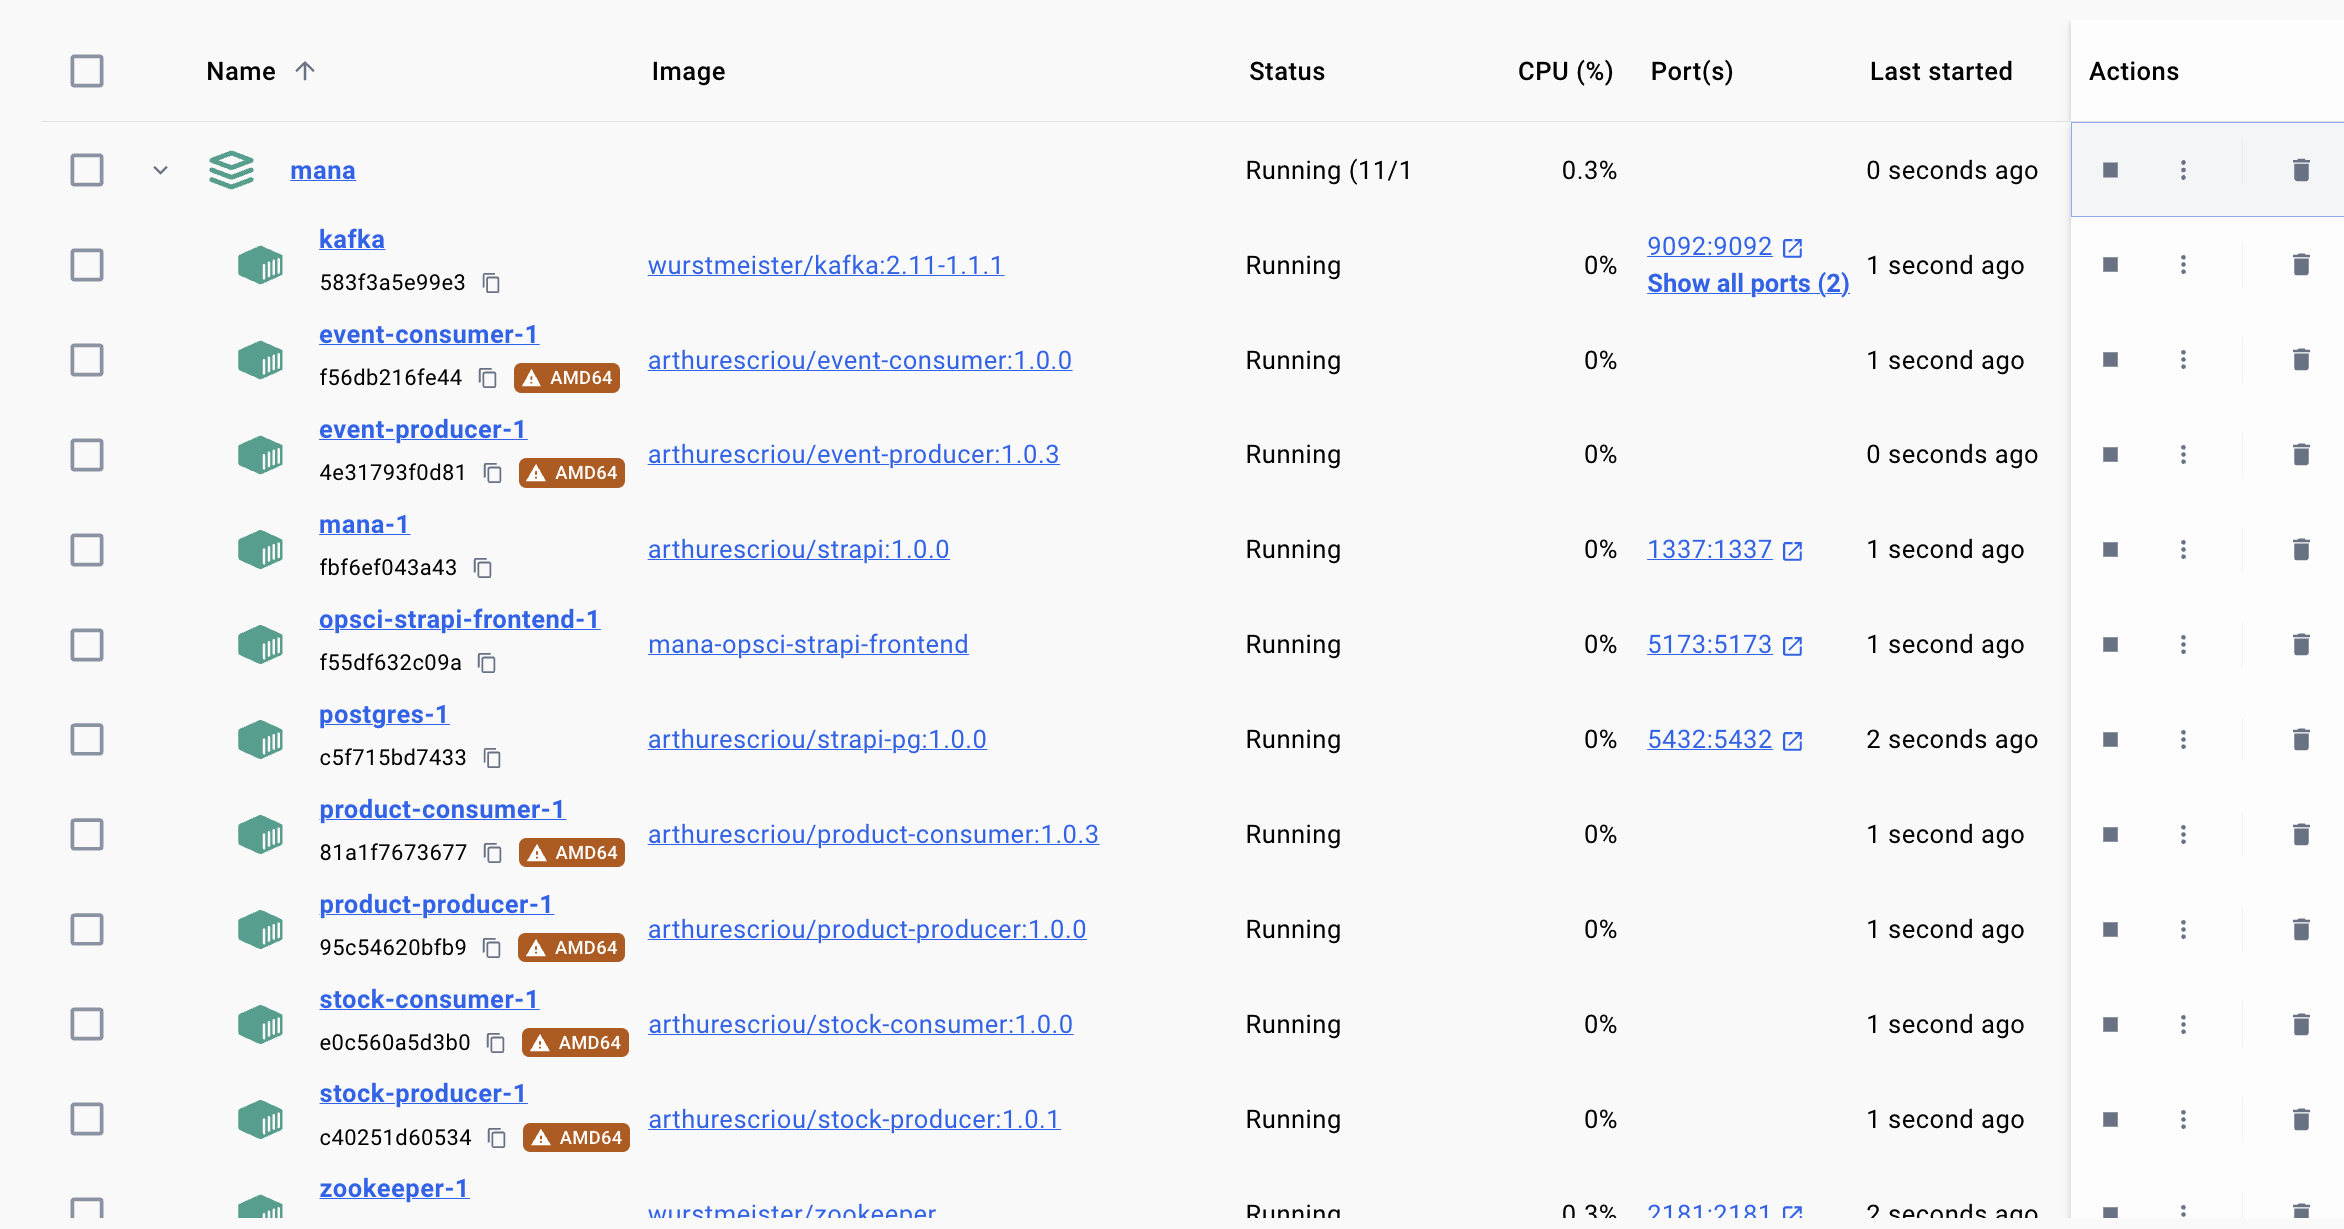 Name Image Status CPU (%) Port(s) Last started Actions
mana Running (11/1 0.3% 0 seconds ago
kafka
583f3a5e99e3
wurstmeister/kafka:2.11-1.1.1 Running 0% 9092:9092 1 second ago
Show all ports (2)
event-consumer-1
f56db216fe44 AMD64
arthurescriou/event-consumer:1.0.0 Running 0% 1 second ago
event-producer-1
4e31793f0d81 AMD64
arthurescriou/event-producer:1.0.3 Running 0% 0 seconds ago
mana-1
fbf6ef043a43
arthurescriou/strapi:1.0.0 Running 0% 1337:1337 1 second ago
opsci-strapi-frontend-1
f55df632c09a
mana-opsci-strapi-frontend Running 0% 5173:5173 1 second ago
postgres-1
c5f715bd7433
arthurescriou/strapi-pg:1.0.0 Running 0% 5432:5432 2 seconds ago
product-consumer-1
81a1f7673677 AMD64
arthurescriou/product-consumer:1.0.3 Running 0% 1 second ago
product-producer-1
95c54620bfb9 AMD64
arthurescriou/product-producer:1.0.0 Running 0% 1 second ago
stock-consumer-1
e0c560a5d3b0 AMD64
arthurescriou/stock-consumer:1.0.0 Running 0% 1 second ago
stock-producer-1
c40251d60534 AMD64
arthurescriou/stock-producer:1.0.1 Running 0% 1 second ago
zookeeper-1
wurstmeister/zookeeper Running 0.3% 2181:2181 2 seconds ago